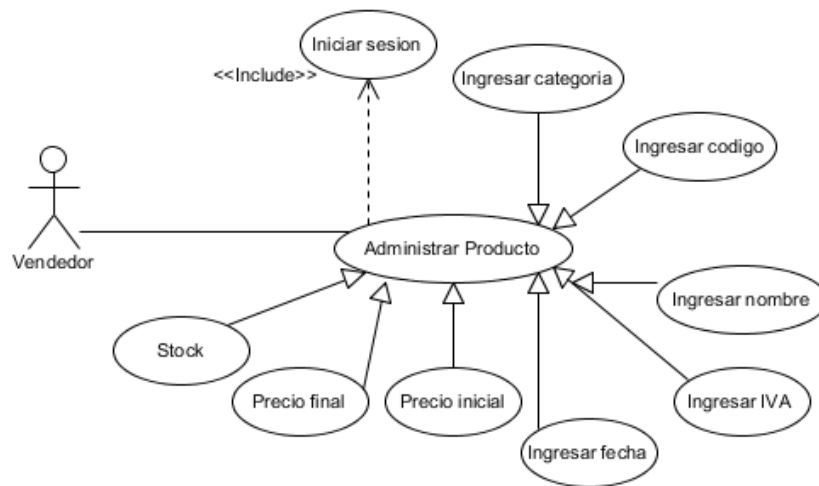 Iniciar sesion
<<Include>>
Ingresar categoria
Ingresar codigo
Vendedor
Administrar Producto
Ingresar nombre
Stock
Precio final
Precio inicial
Ingresar IVA
Ingresar fecha